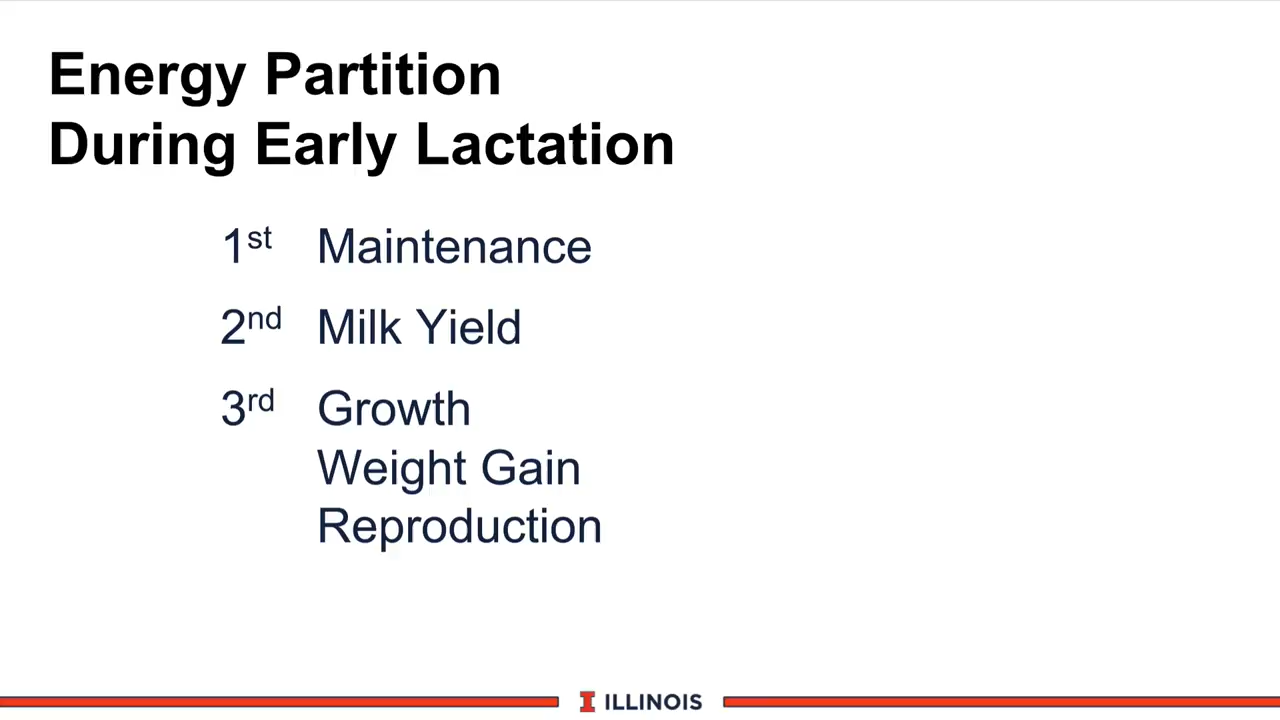 Energy Partition
During Early Lactation
1st Maintenance
2nd Milk Yield
3rd Growth
Weight Gain
Reproduction
I ILLINOIS